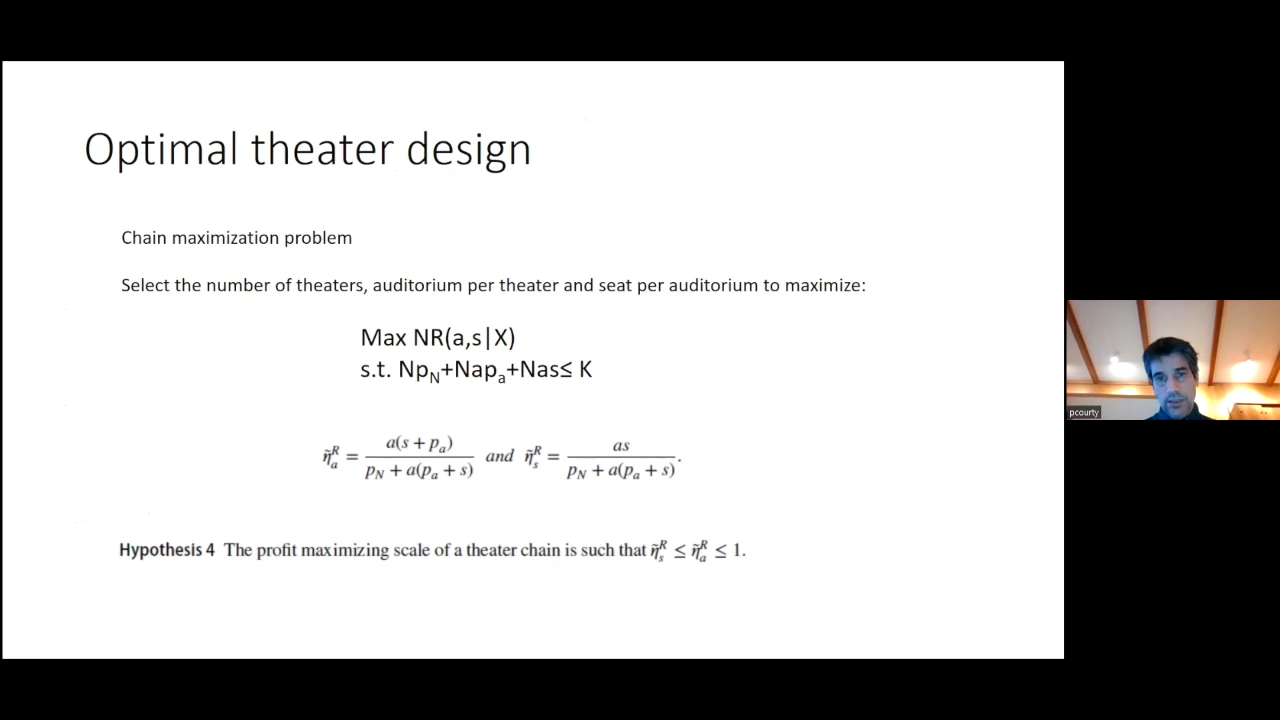 Optimal theater design
Chain maximization problem
Select the number of theaters, auditorium per theater and seat per auditorium to maximize:
Max NR(a,s|X)
s.t. Np_N+Nap_a+Nas≤ K
η̃_a^R = a(s + p_a) / (p_N + a(p_a + s)) and η̃_s^R = as / (p_N + a(p_a + s)).
Hypothesis 4 The profit maximizing scale of a theater chain is such that η̃_s^R ≤ η̃_a^R ≤ 1.
pcourty